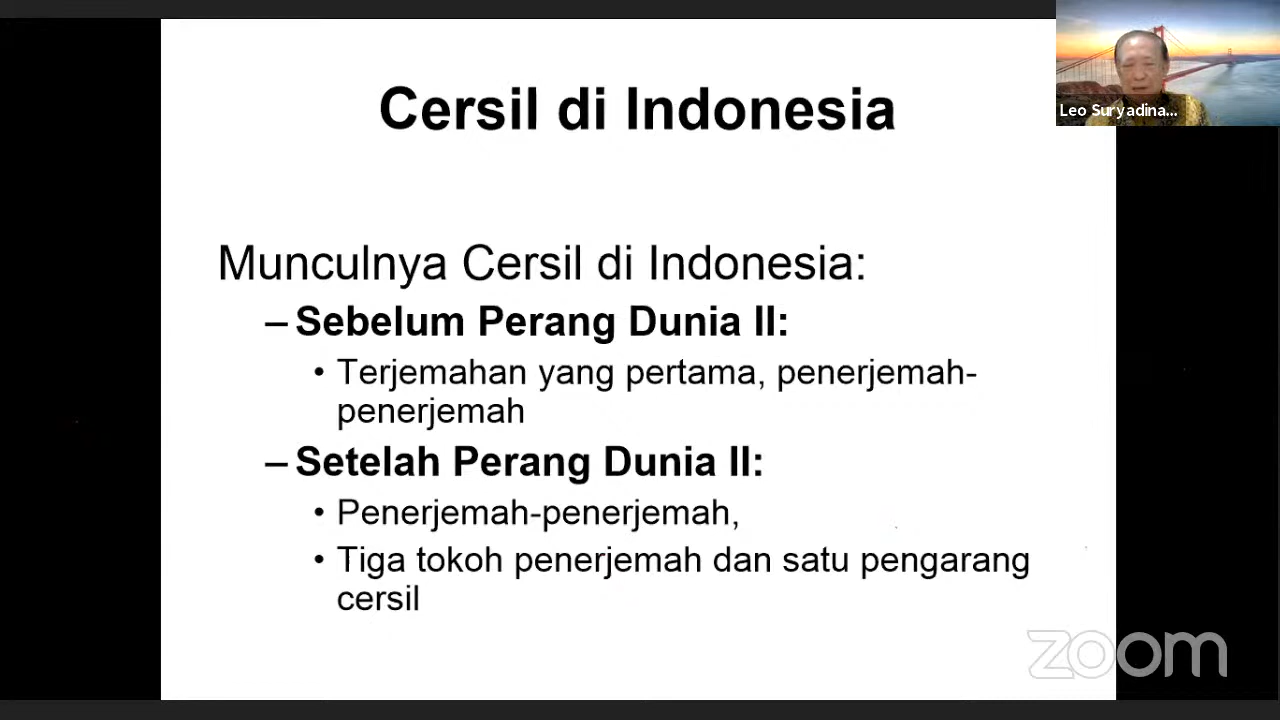 Cersil di Indonesia
Leo Suryadina...
Munculnya Cersil di Indonesia:
– Sebelum Perang Dunia II:
• Terjemahan yang pertama, penerjemah-
penerjemah
– Setelah Perang Dunia II:
• Penerjemah-penerjemah,
• Tiga tokoh penerjemah dan satu pengarang
cersil
zoom